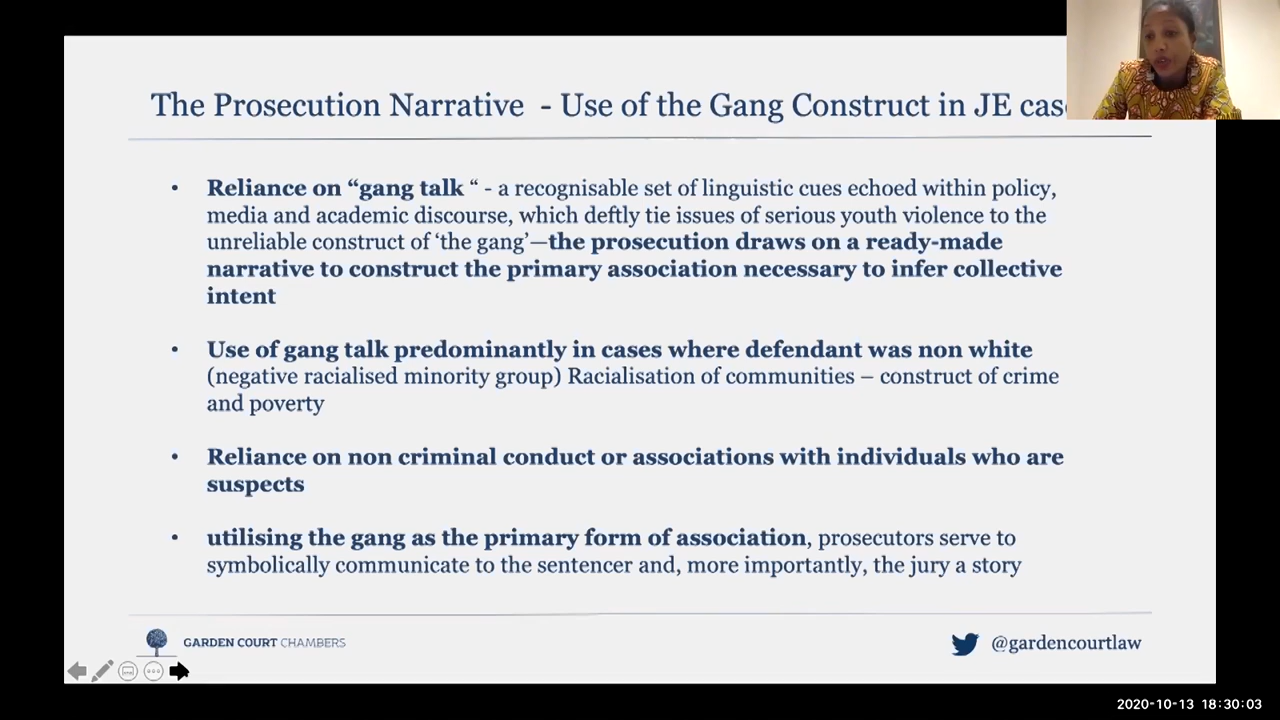 The Prosecution Narrative - Use of the Gang Construct in JE
• Reliance on “gang talk “ - a recognisable set of linguistic cues echoed within policy,
media and academic discourse, which deftly tie issues of serious youth violence to the
unreliable construct of ‘the gang’—the prosecution draws on a ready-made
narrative to construct the primary association necessary to infer collective
intent
• Use of gang talk predominantly in cases where defendant was non white
(negative racialised minority group) Racialisation of communities – construct of crime
and poverty
• Reliance on non criminal conduct or associations with individuals who are
suspects
• utilising the gang as the primary form of association, prosecutors serve to
symbolically communicate to the sentencer and, more importantly, the jury a story
GARDEN COURT CHAMBERS
@gardencourtlaw
2020-10-13 18:30:03